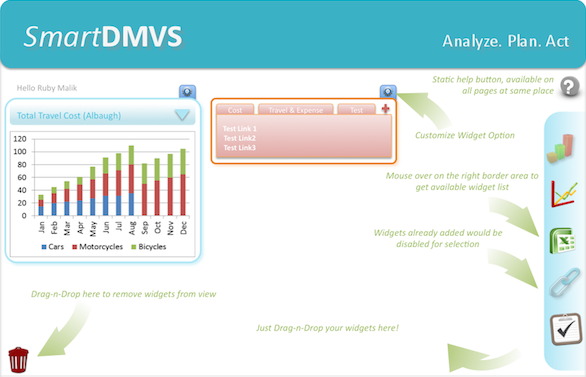 SmartDMVS
Analyze. Plan. Act
Hello Ruby Malik
Static help button, available on
all pages at same place
?
Total Travel Cost (Albaugh)
Cost
Travel & Expense
Test
+
Test Link 1
Test Link2
Test Link3
Customize Widget Option
Mouse over on the right border area to
get available widget list
Widgets already added would be
disabled for selection
120
100
80
60
40
20
0
Jan
Feb
Mar
Apr
May
Jun
Jul
Aug
Sep
Oct
Nov
Dec
Cars
Motorcycles
Bicycles
Drag-n-Drop here to remove widgets from view
Just Drag-n-Drop your widgets here!